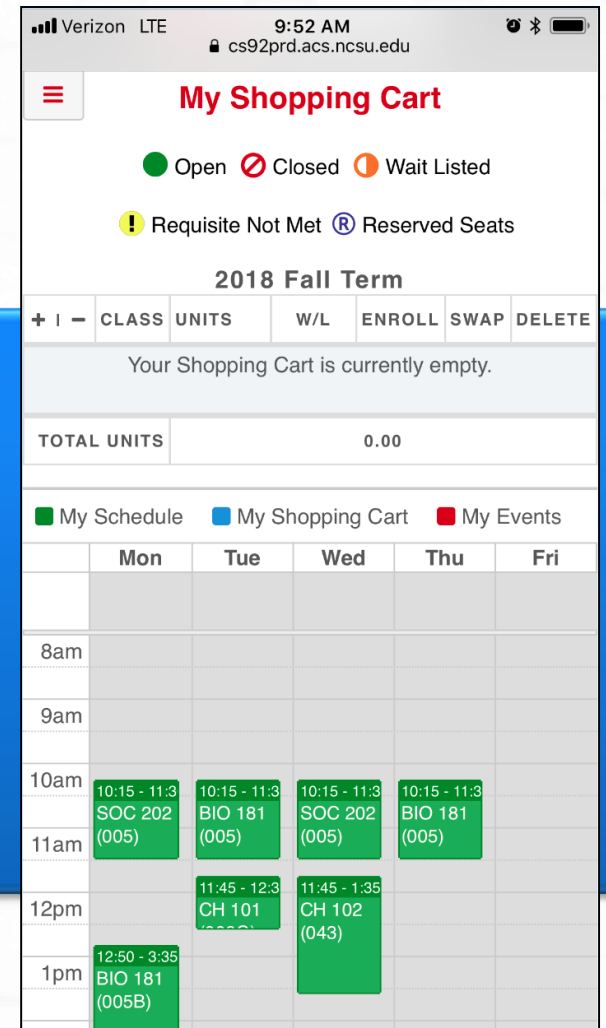 Verizon LTE 9:52 AM
cs92prd.acs.ncsu.edu
My Shopping Cart
Open Closed Wait Listed
! Requisite Not Met R Reserved Seats
2018 Fall Term
+ | − CLASS UNITS W/L ENROLL SWAP DELETE
Your Shopping Cart is currently empty.
TOTAL UNITS 0.00
My Schedule My Shopping Cart My Events
Mon Tue Wed Thu Fri
8am
9am
10am
10:15 - 11:3 10:15 - 11:3 10:15 - 11:3 10:15 - 11:3
SOC 202 BIO 181 SOC 202 BIO 181
(005) (005) (005) (005)
11am
11:45 - 12:3 11:45 - 1:35
12pm CH 101 CH 102
(043)
12:50 - 3:35
1pm BIO 181
(005B)